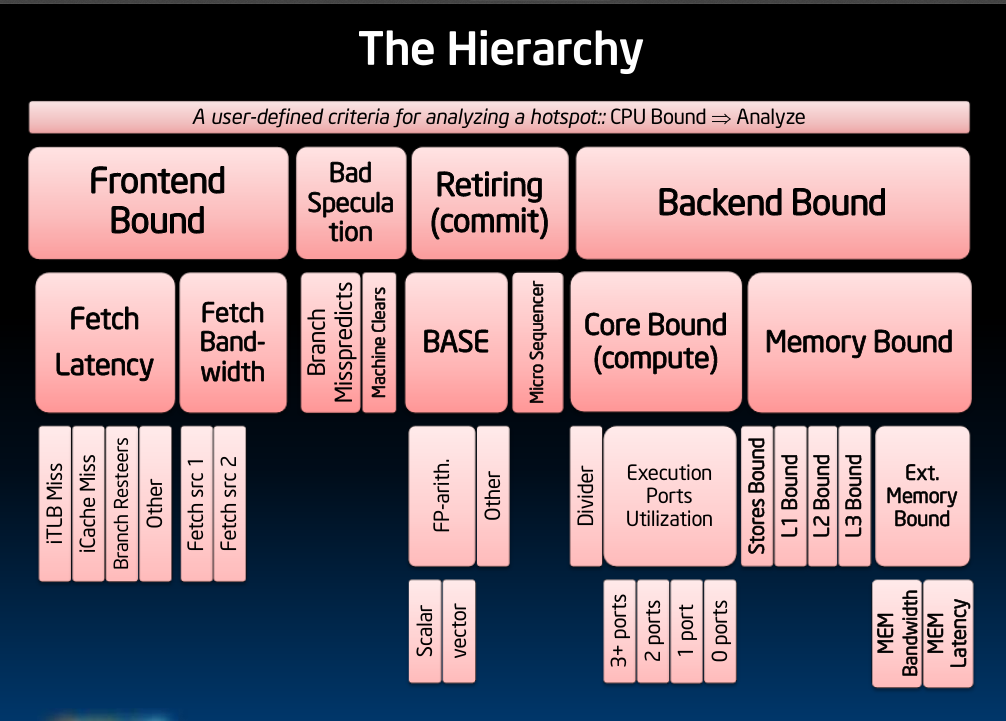 The Hierarchy
A user-defined criteria for analyzing a hotspot:: CPU Bound ⇒ Analyze
Frontend
Bound
Bad
Specula
tion
Retiring
(commit)
Backend Bound
Fetch
Latency
Fetch
Band-
width
Branch
Misspredicts
Machine Clears
BASE
Micro Sequencer
Core Bound
(compute)
Memory Bound
iTLB Miss
iCache Miss
Branch Resteers
Other
Fetch src 1
Fetch src 2
FP-arith.
Other
Divider
Execution
Ports
Utilization
Stores Bound
L1 Bound
L2 Bound
L3 Bound
Ext.
Memory
Bound
Scalar
vector
3+ ports
2 ports
1 port
0 ports
MEM
Bandwidth
MEM
Latency